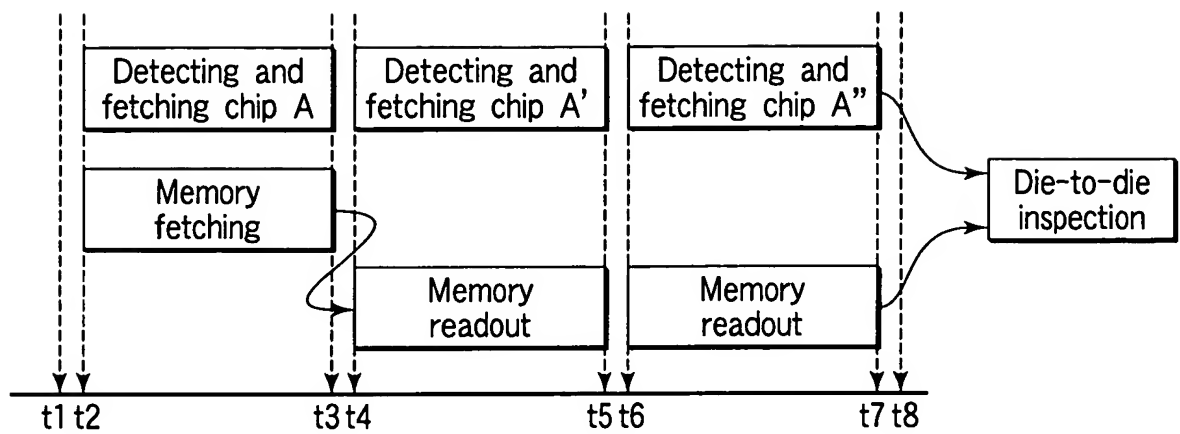 Detecting and
fetching chip A
Detecting and
fetching chip A'
Detecting and
fetching chip A”
Memory
fetching
Die-to-die
inspection
Memory
readout
Memory
readout
t1 t2 t3 t4 t5 t6 t7 t8